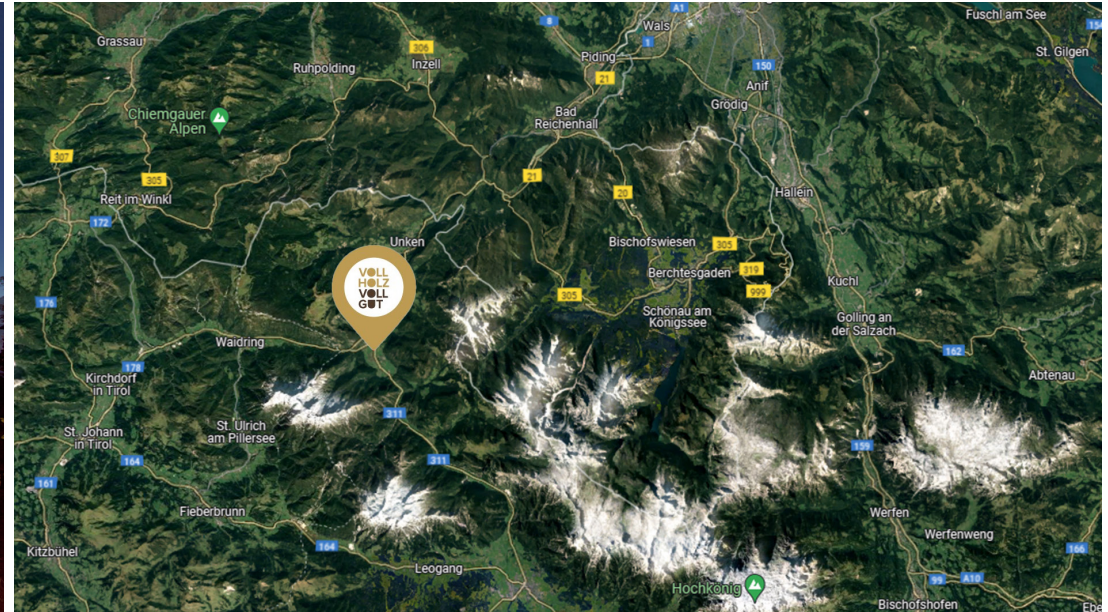 A1
Fuschl am See
154
8
Wals
Grassau
306
1
St. Gilgen
Piding
Ruhpolding
Inzell
150
21
Anif
Grödig
Chiemgauer
Alpen
Bad
Reichenhall
307
305
21
20
Hallein
Reit im Winkl
172
Unken
Bischofswiesen
305
VOLL
HOLZ
VOLL
GUT
Berchtesgaden
319
Kuchl
999
305
176
Schönau am
Königssee
Golling an
der Salzach
Waidring
162
178
Kirchdorf
in Tirol
Abtenau
311
St. Ulrich
am Pillersee
St. Johann
in Tirol
159
164
311
161
Fieberbrunn
Werfen
Werfenweng
164
166
Kitzbühel
Leogang
99
A10
Hochkönig
Bischofshofen
Ebe